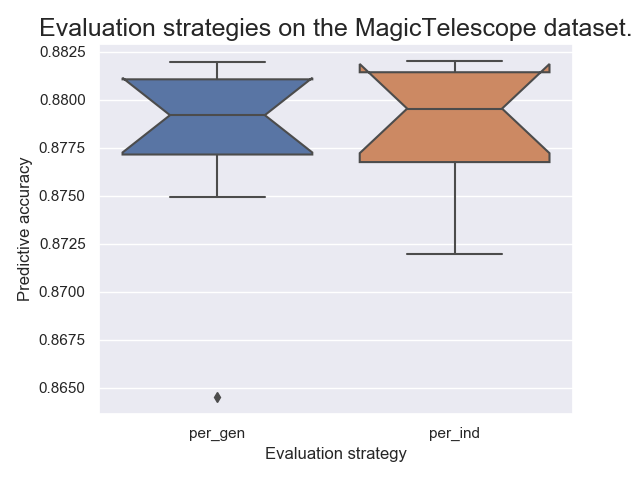 Evaluation strategies on the MagicTelescope dataset.
0.8825
0.8800
0.8775
0.8750
0.8725
0.8700
0.8675
0.8650
Predictive accuracy
per_gen
per_ind
Evaluation strategy